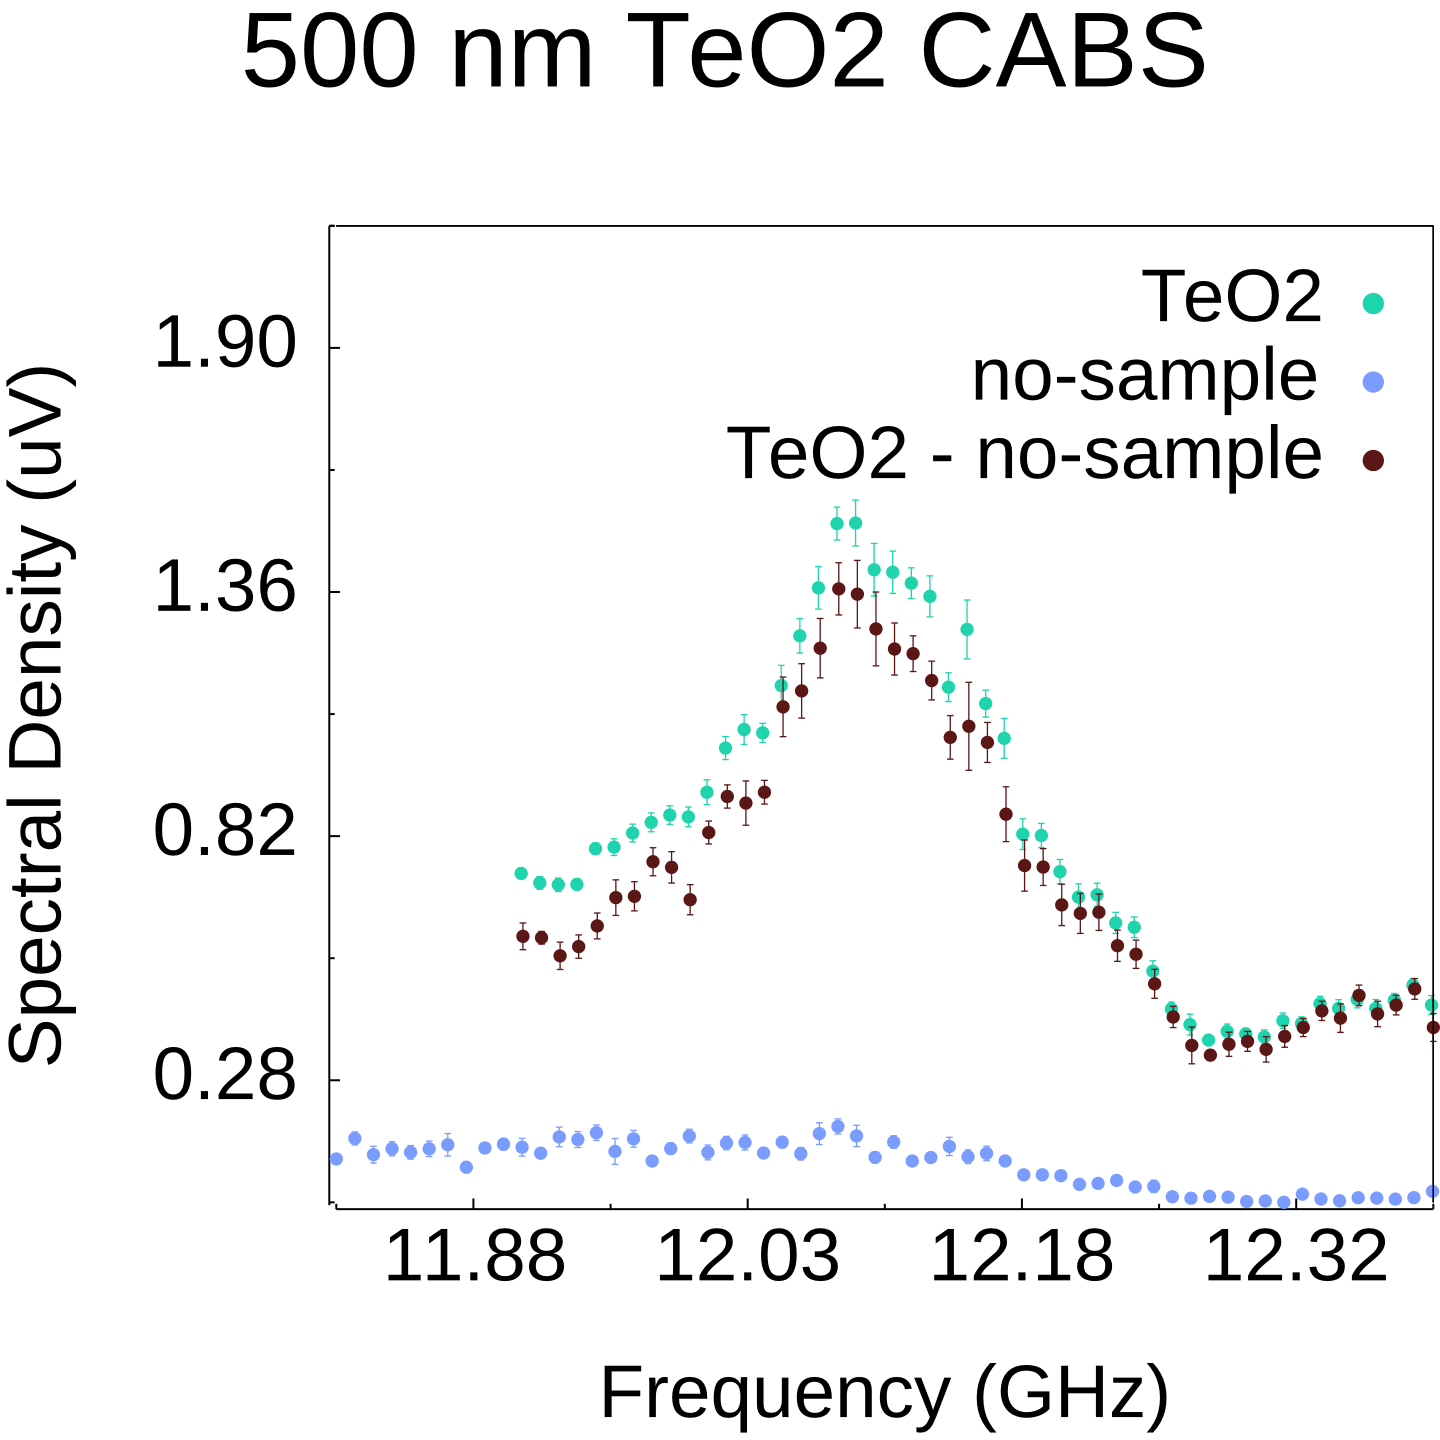 500 nm TeO2 CABS
TeO2
no-sample
TeO2 - no-sample
Spectral Density (uV)
1.90
1.36
0.82
0.28
11.88
12.03
12.18
12.32
Frequency (GHz)